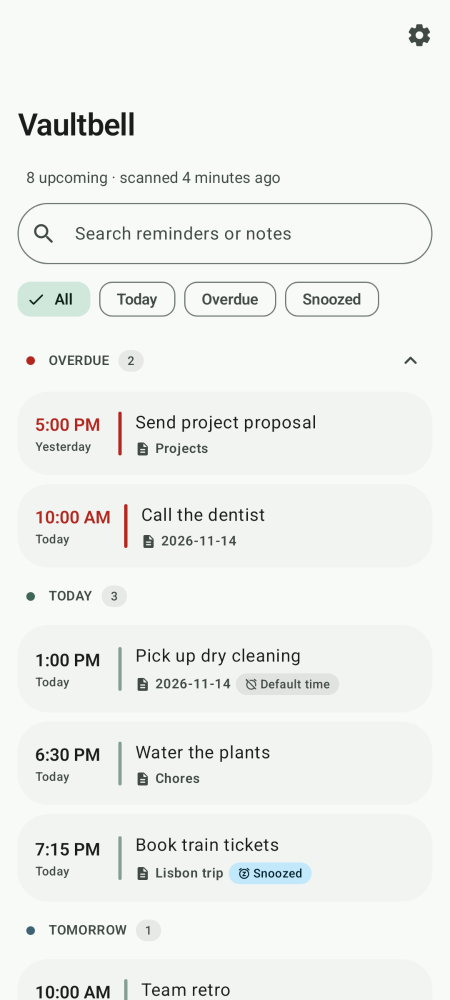 Vaultbell
8 upcoming · scanned 4 minutes ago
Search reminders or notes
All Today Overdue Snoozed
OVERDUE 2
5:00 PM Send project proposal
Yesterday Projects
10:00 AM Call the dentist
Today 2026-11-14
TODAY 3
1:00 PM Pick up dry cleaning
Today 2026-11-14 Default time
6:30 PM Water the plants
Today Chores
7:15 PM Book train tickets
Today Lisbon trip Snoozed
TOMORROW 1
10:00 AM Team retro